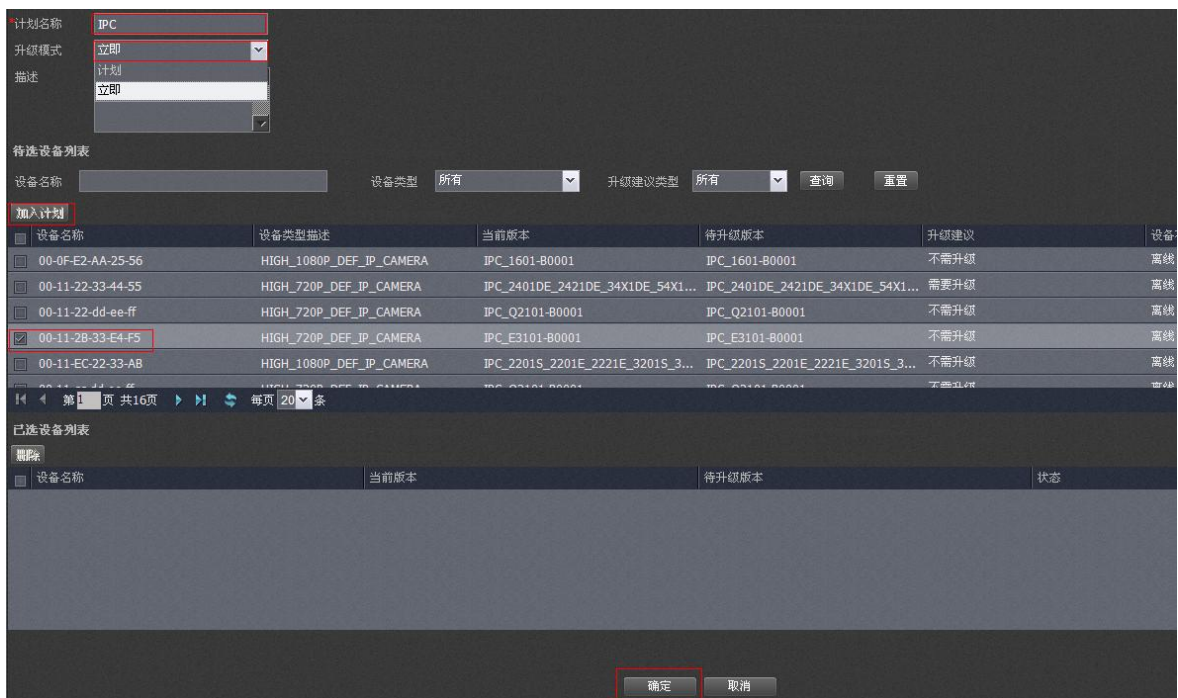 *计划名称 IPC
升级模式 立即
计划
描述
立即
待选设备列表
设备名称 设备类型 所有 升级建议类型 所有 查询 重置
加入计划
设备名称 设备类型描述 当前版本 待升级版本 升级建议
00-0F-E2-AA-25-56 HIGH_1080P_DEF_IP_CAMERA IPC_1601-B0001 IPC_1601-B0001 不需升级 离线
00-11-22-33-44-55 HIGH_720P_DEF_IP_CAMERA IPC_2401DE_2421DE_34X1DE_54X1... IPC_2401DE_2421DE_34X1DE_54X1... 需要升级 离线
00-11-22-dd-ee-ff HIGH_720P_DEF_IP_CAMERA IPC_Q2101-B0001 IPC_Q2101-B0001 不需升级 离线
00-11-2B-33-E4-F5 HIGH_720P_DEF_IP_CAMERA IPC_E3101-B0001 IPC_E3101-B0001 不需升级 离线
00-11-EC-22-33-AB HIGH_1080P_DEF_IP_CAMERA IPC_2201S_2201E_2221E_3201S_3... IPC_2201S_2201E_2221E_3201S_3... 不需升级 离线
第 1 页 共16页 每页 20 条
已选设备列表
删除
设备名称 当前版本 待升级版本 状态
确定 取消